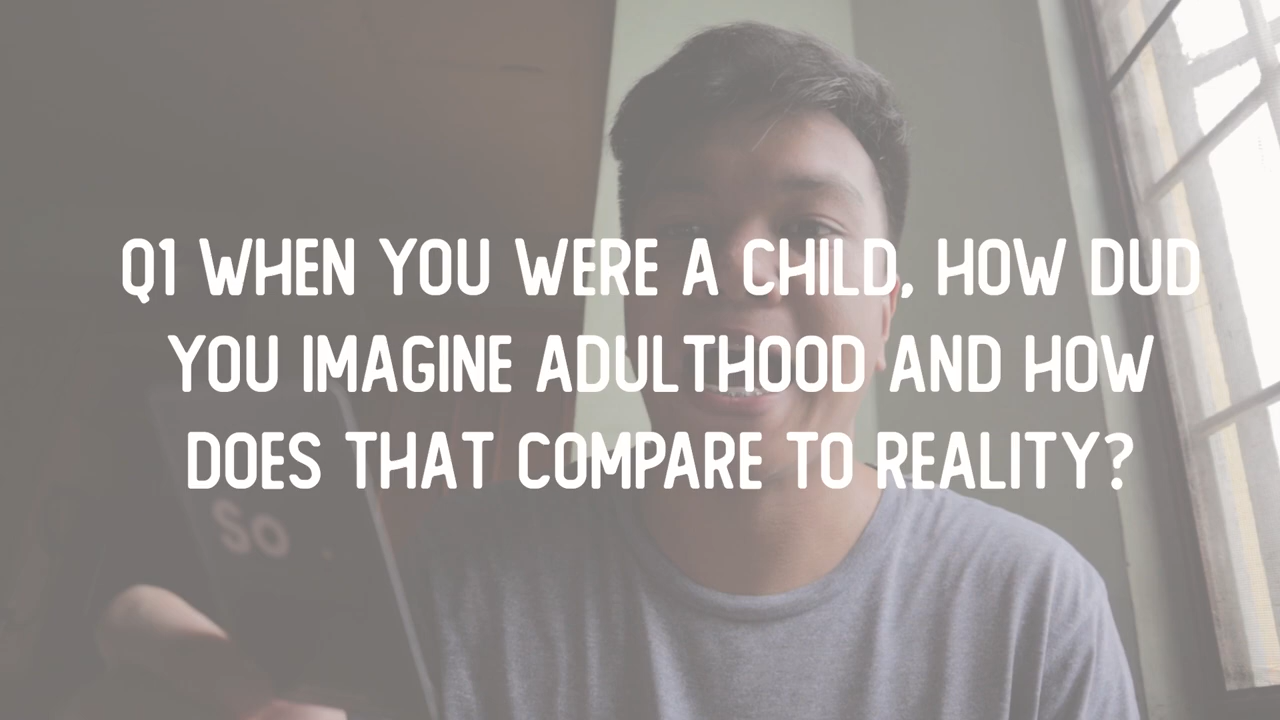 Q1 WHEN YOU WERE A CHILD, HOW DUD
YOU IMAGINE ADULTHOOD AND HOW
DOES THAT COMPARE TO REALITY?
So